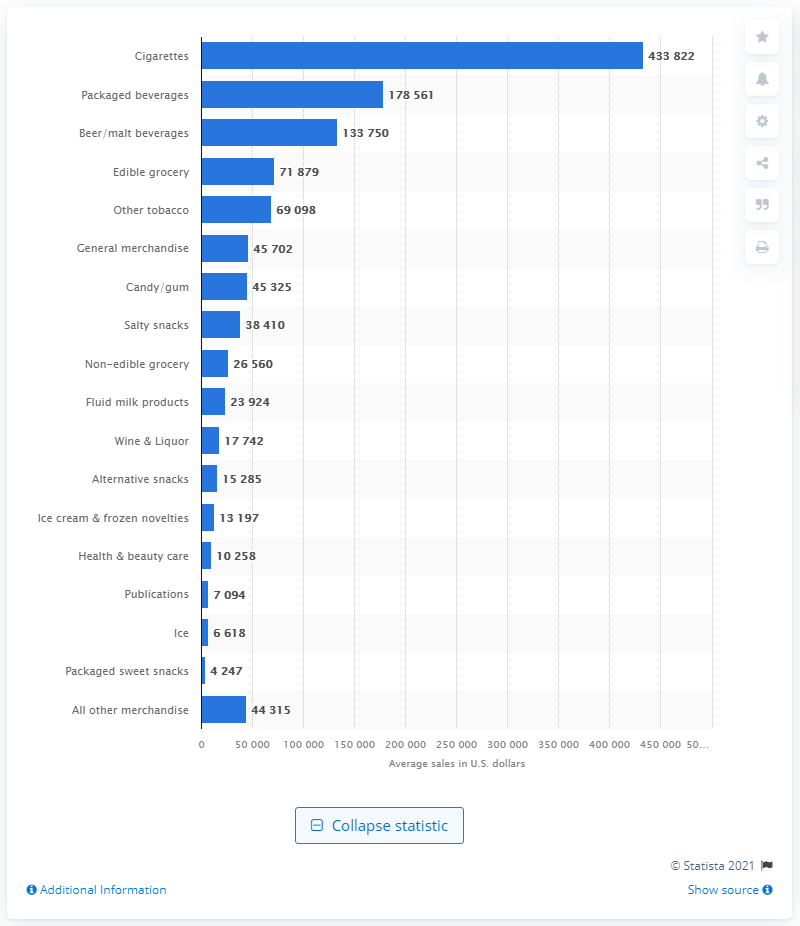 Cigarettes 433 822
Packaged beverages 178 561
Beer/malt beverages 133 750
Edible grocery 71 879
Other tobacco 69 098
General merchandise 45 702
Candy/gum 45 325
Salty snacks 38 410
Non-edible grocery 26 560
Fluid milk products 23 924
Wine & Liquor 17 742
Alternative snacks 15 285
Ice cream & frozen novelties 13 197
Health & beauty care 10 258
Publications 7 094
Ice 6 618
Packaged sweet snacks 4 247
All other merchandise 44 315
0 50 000 100 000 150 000 200 000 250 000 300 000 350 000 400 000 450 000 50...
Average sales in U.S. dollars
Collapse statistic
© Statista 2021
Additional Information Show source